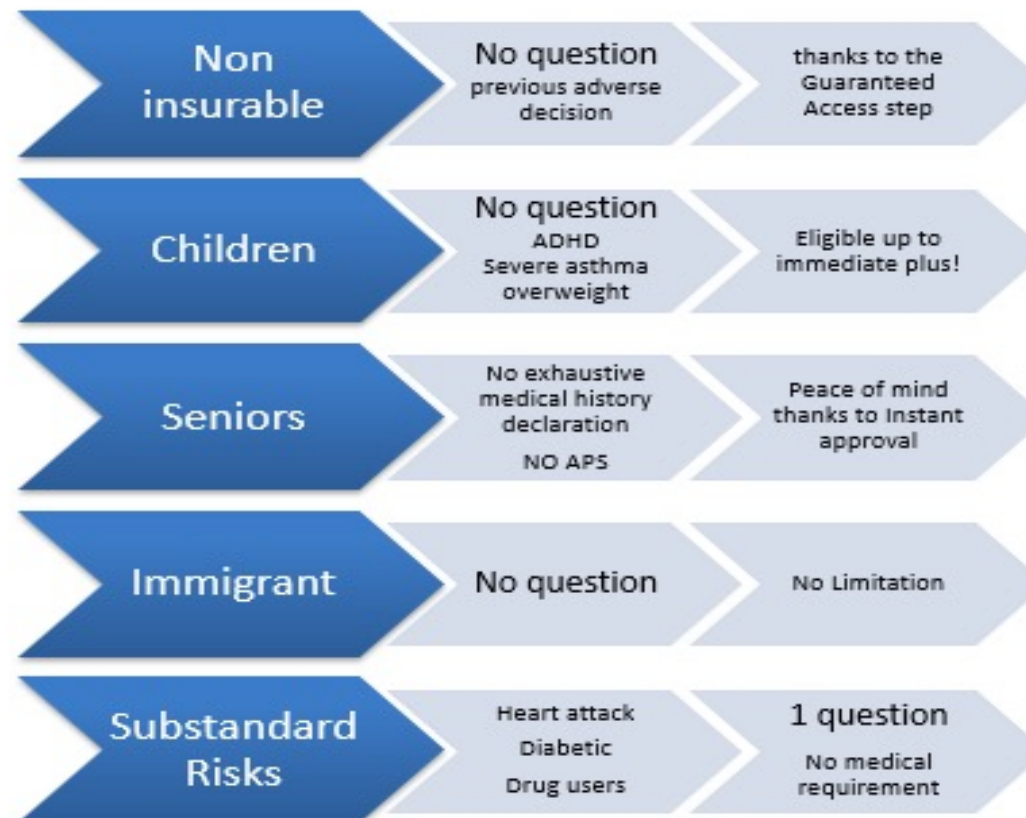 Non
insurable
No question
previous adverse
decision
thanks to the
Guaranteed
Access step
Children
No question
ADHD
Severe asthma
overweight
Eligible up to
immediate plus!
Seniors
No exhaustive
medical history
declaration
NO APS
Peace of mind
thanks to Instant
approval
Immigrant
No question
No Limitation
Substandard
Risks
Heart attack
Diabetic
Drug users
1 question
No medical
requirement